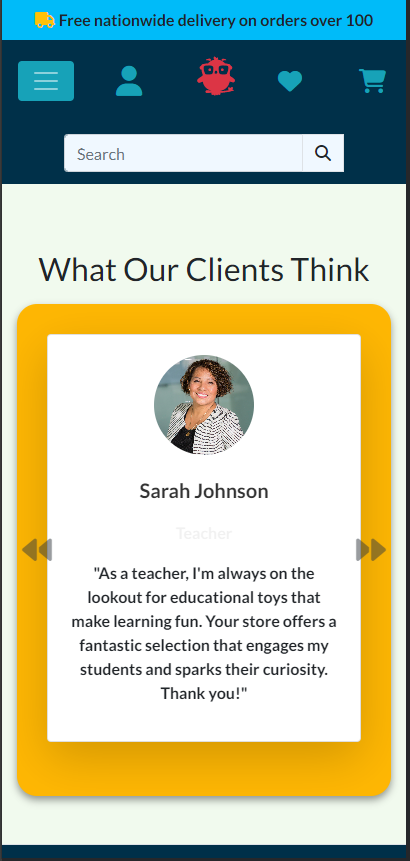 Free nationwide delivery on orders over 100
Search
What Our Clients Think
Sarah Johnson
Teacher
"As a teacher, I'm always on the
lookout for educational toys that
make learning fun. Your store offers a
fantastic selection that engages my
students and sparks their curiosity.
Thank you!"